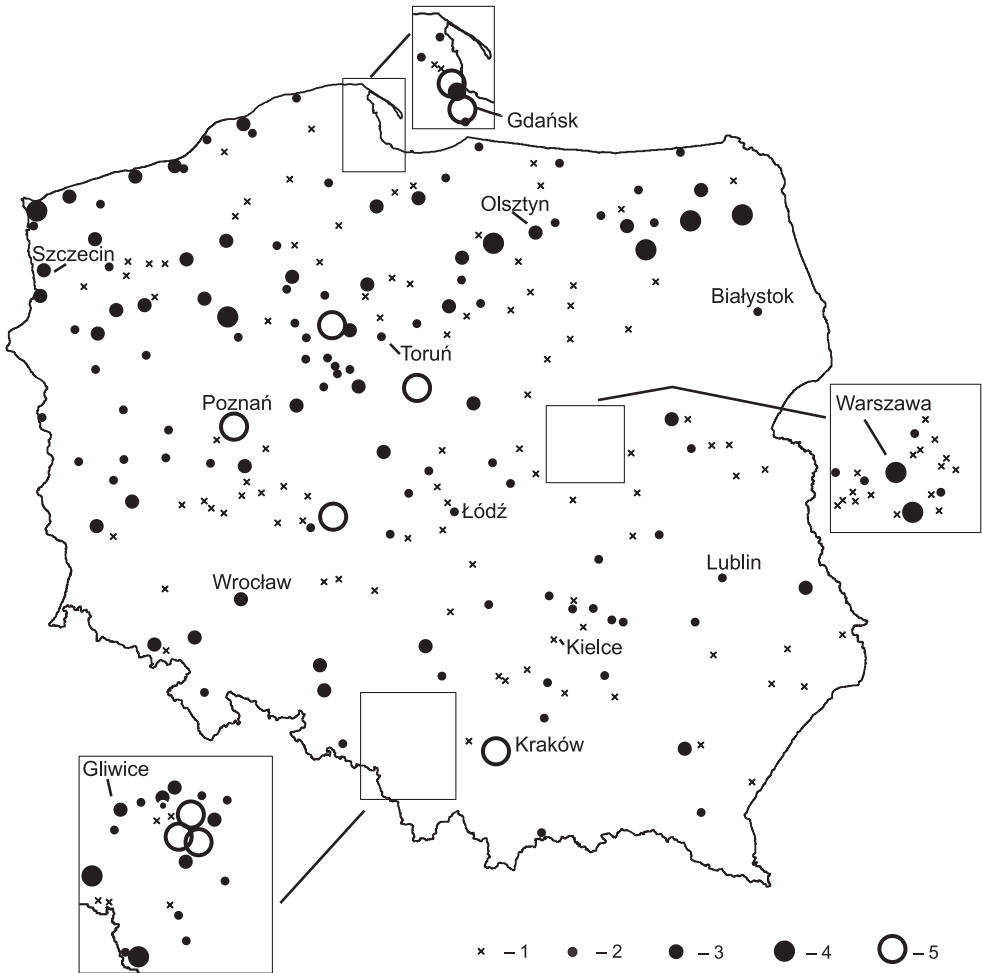 Gdańsk
Olsztyn
Szczecin
Białystok
Toruń
Poznań
Warszawa
Łódź
Lublin
Wrocław
Kielce
Kraków
Gliwice
– 1 – 2 – 3 – 4 – 5